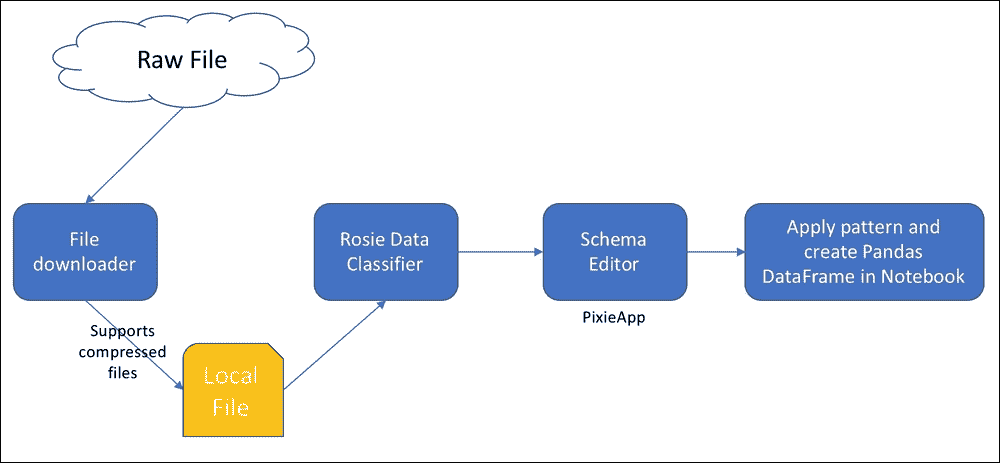 Raw File
File
downloader
Supports
compressed
files
Local
File
Rosie Data
Classifier
Schema
Editor
PixieApp
Apply pattern and
create Pandas
DataFrame in Notebook